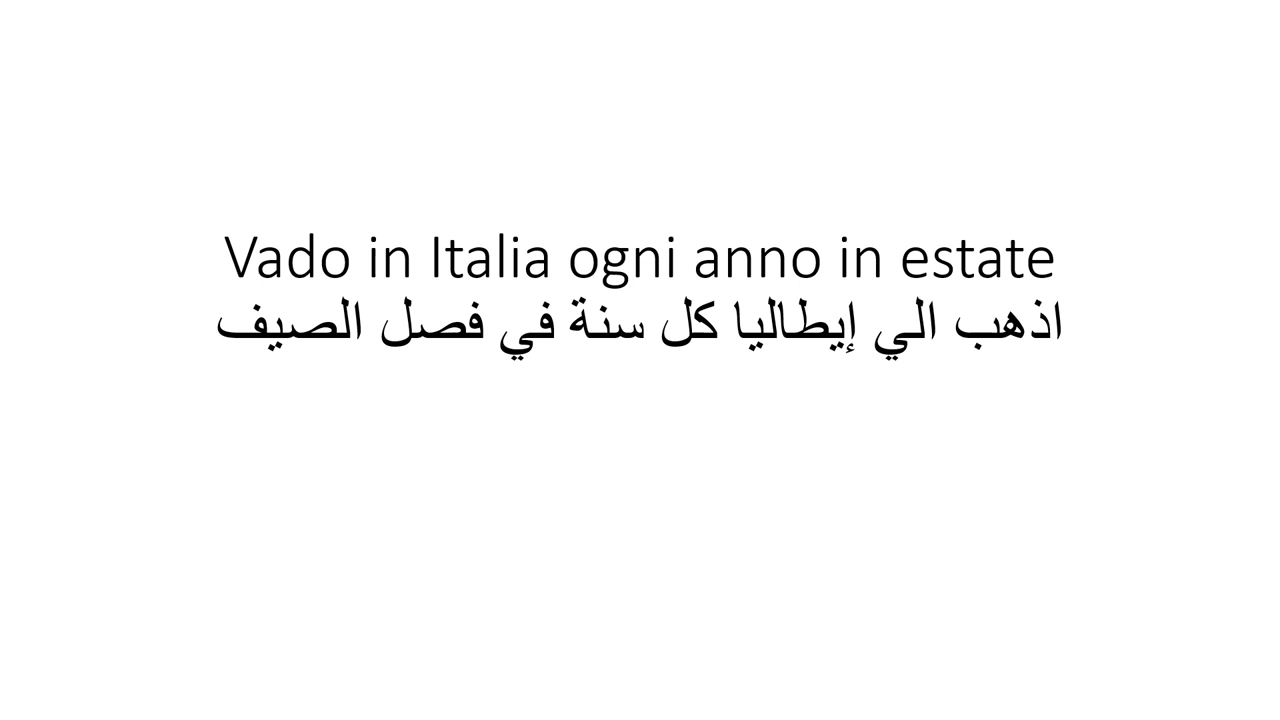 Vado in Italia ogni anno in estate
اذهب الي إيطاليا كل سنة في فصل الصيف